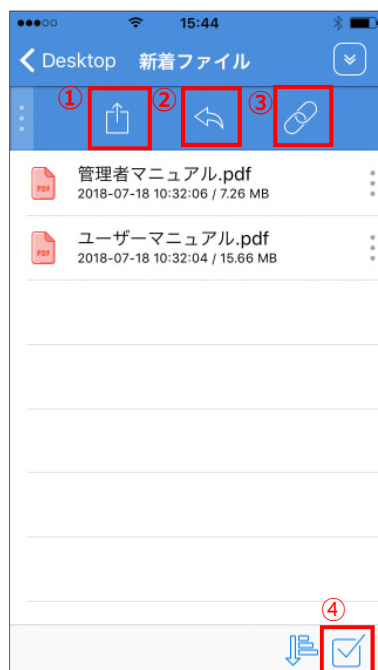 15:44
Desktop 新着ファイル
① ② ③
PDF 管理者マニュアル.pdf
2018-07-18 10:32:06 / 7.26 MB
PDF ユーザーマニュアル.pdf
2018-07-18 10:32:04 / 15.66 MB
④